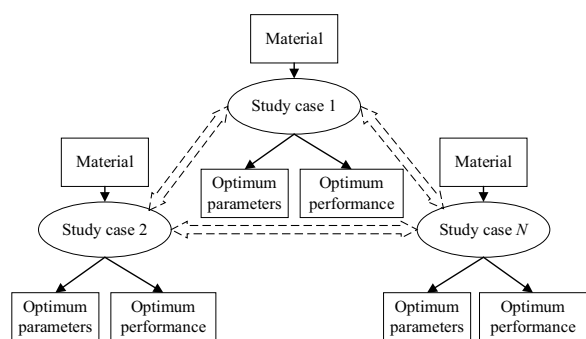 Material
Study case 1
Optimum
parameters
Optimum
performance
Material
Study case 2
Optimum
parameters
Optimum
performance
Material
Study case N
Optimum
parameters
Optimum
performance